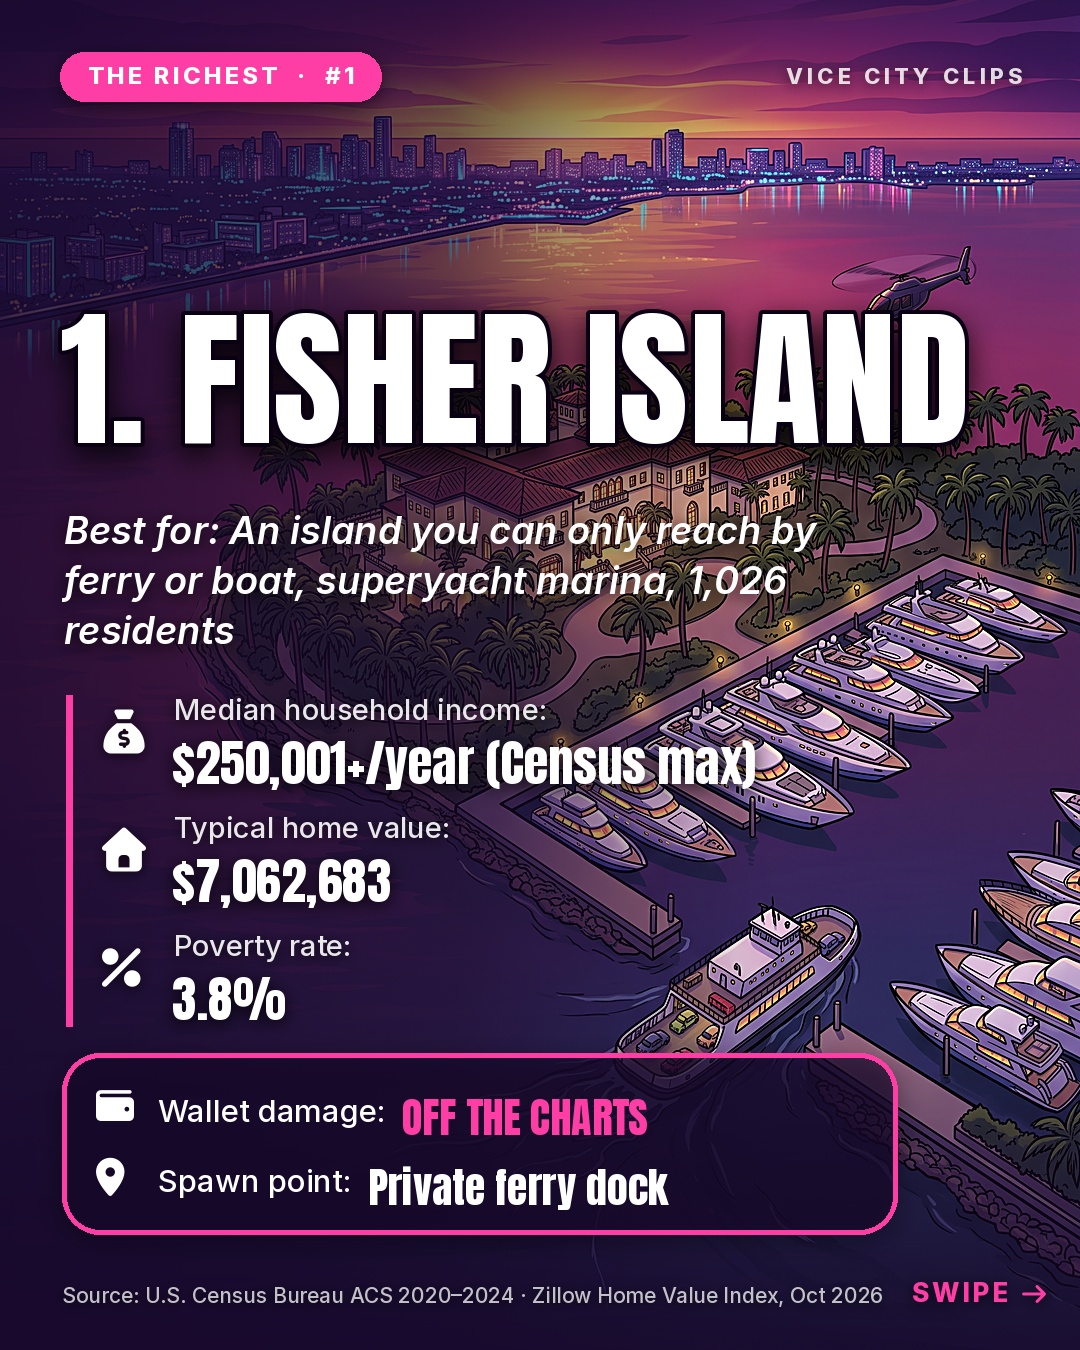 THE RICHEST · #1
VICE CITY CLIPS
1. FISHER ISLAND
Best for: An island you can only reach by
ferry or boat, superyacht marina, 1,026
residents
Median household income:
$250,001+/year (Census max)
Typical home value:
$7,062,683
Poverty rate:
3.8%
Wallet damage: OFF THE CHARTS
Spawn point: Private ferry dock
Source: U.S. Census Bureau ACS 2020–2024 · Zillow Home Value Index, Oct 2026
SWIPE →